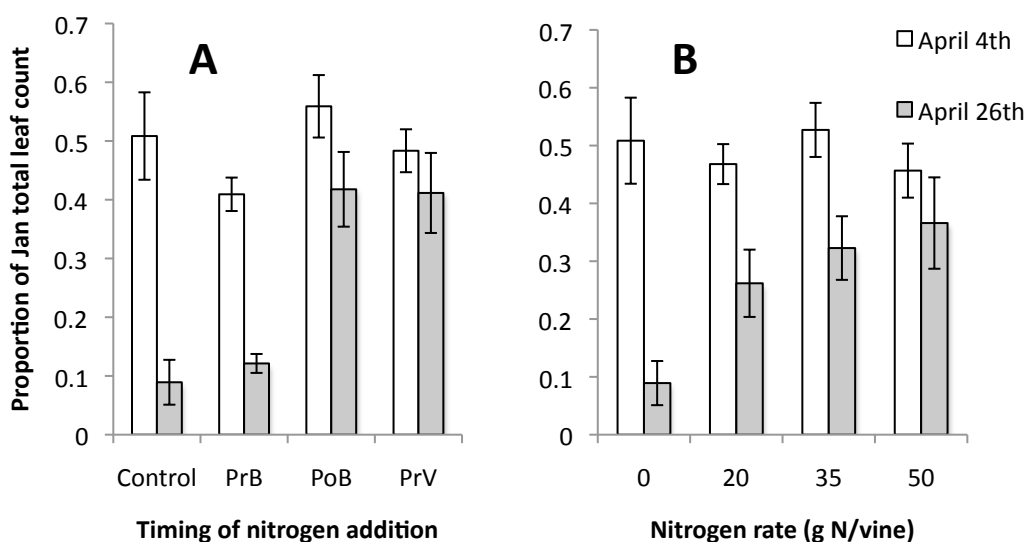 Proportion of Jan total leaf count
0.7
0.6
0.5
0.4
0.3
0.2
0.1
0
A
Control PrB PoB PrV
Timing of nitrogen addition
0.7
0.6
0.5
0.4
0.3
0.2
0.1
0
B
April 4th
April 26th
0 20 35 50
Nitrogen rate (g N/vine)